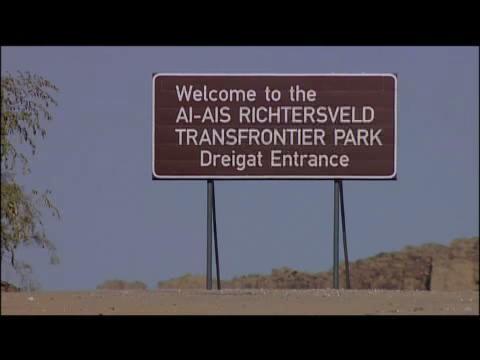 Welcome to the
AI-AIS RICHTERSVELD
TRANSFRONTIER PARK
Dreigat Entrance